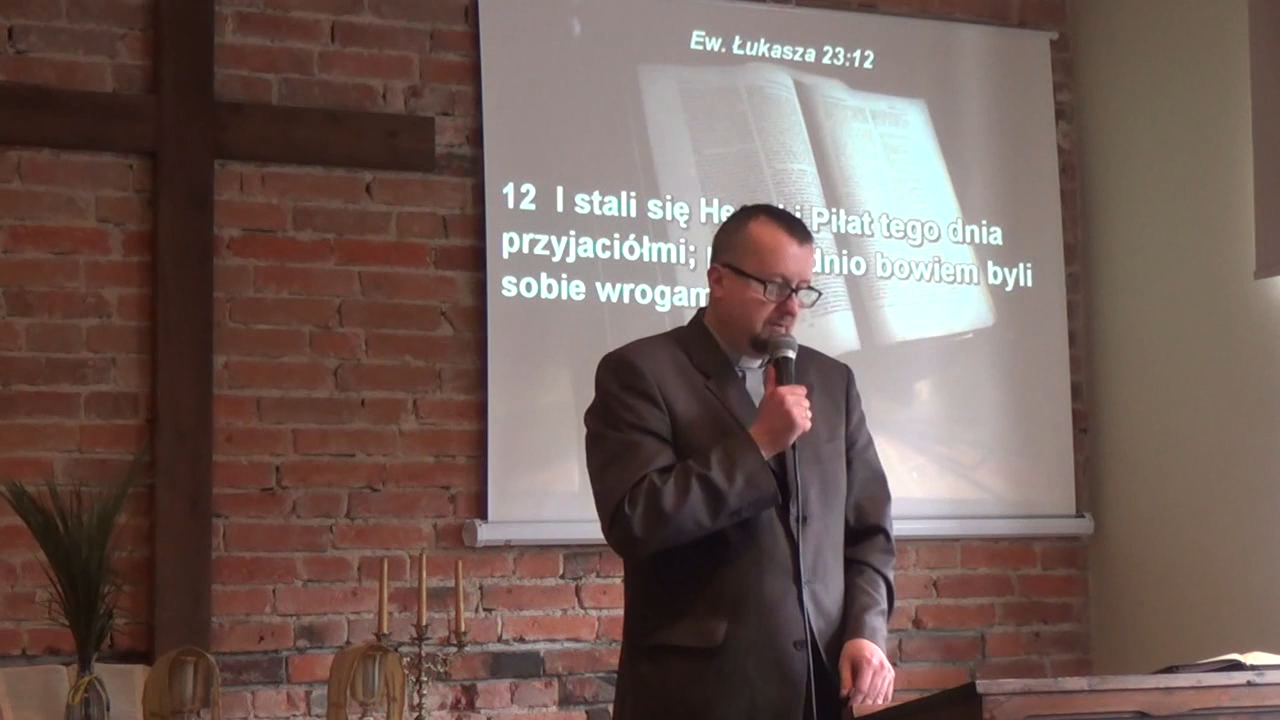 Ew. Łukasza 23:12
12 I stali się i Piłat tego dnia
przyjaciółmi; bowiem byli
sobie